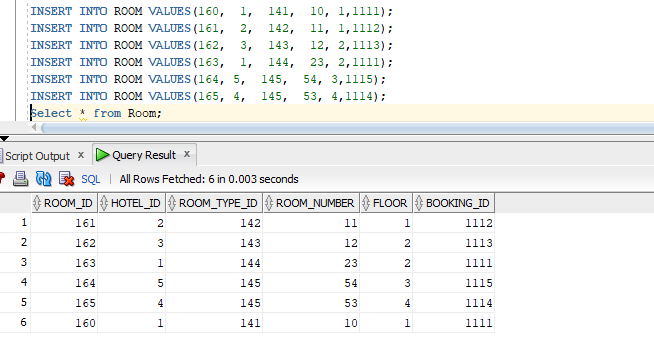 INSERT INTO ROOM VALUES(160, 1, 141, 10, 1,1111);
INSERT INTO ROOM VALUES(161, 2, 142, 11, 1,1112);
INSERT INTO ROOM VALUES(162, 3, 143, 12, 2,1113);
INSERT INTO ROOM VALUES(163, 1, 144, 23, 2,1111);
INSERT INTO ROOM VALUES(164, 5, 145, 54, 3,1115);
INSERT INTO ROOM VALUES(165, 4, 145, 53, 4,1114);
Select * from Room;
Script Output x Query Result x
SQL | All Rows Fetched: 6 in 0.003 seconds
ROOM_ID HOTEL_ID ROOM_TYPE_ID ROOM_NUMBER FLOOR BOOKING_ID
1 161 2 142 11 1 1112
2 162 3 143 12 2 1113
3 163 1 144 23 2 1111
4 164 5 145 54 3 1115
5 165 4 145 53 4 1114
6 160 1 141 10 1 1111